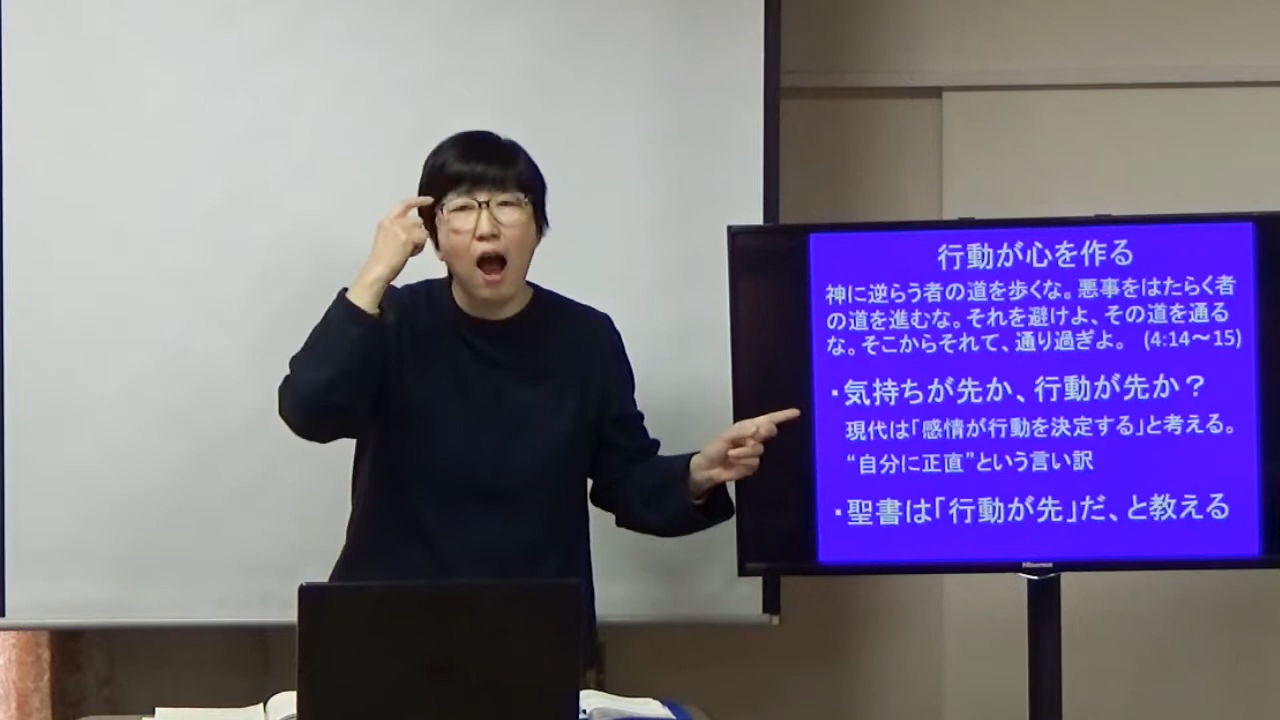 行動が心を作る
神に逆らう者の道を歩くな。悪事をはたらく者
の道を進むな。それを避けよ、その道を通る
な。そこからそれて、通り過ぎよ。 (4:14～15)
・気持ちが先か、行動が先か？
現代は「感情が行動を決定する」と考える。
“自分に正直”という言い訳
・聖書は「行動が先」だ、と教える
Hisense